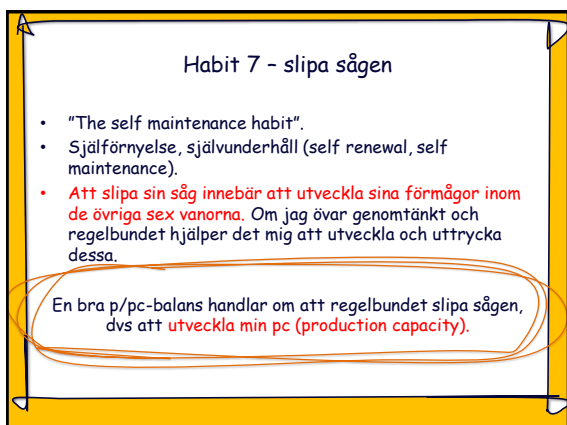 Habit 7 – slipa sågen
• "The self maintenance habit".
• Själförnyelse, självunderhåll (self renewal, self
maintenance).
• Att slipa sin såg innebär att utveckla sina förmågor inom
de övriga sex vanorna. Om jag övar genomtänkt och
regelbundet hjälper det mig att utveckla och uttrycka
dessa.
En bra p/pc-balans handlar om att regelbundet slipa sågen,
dvs att utveckla min pc (production capacity).